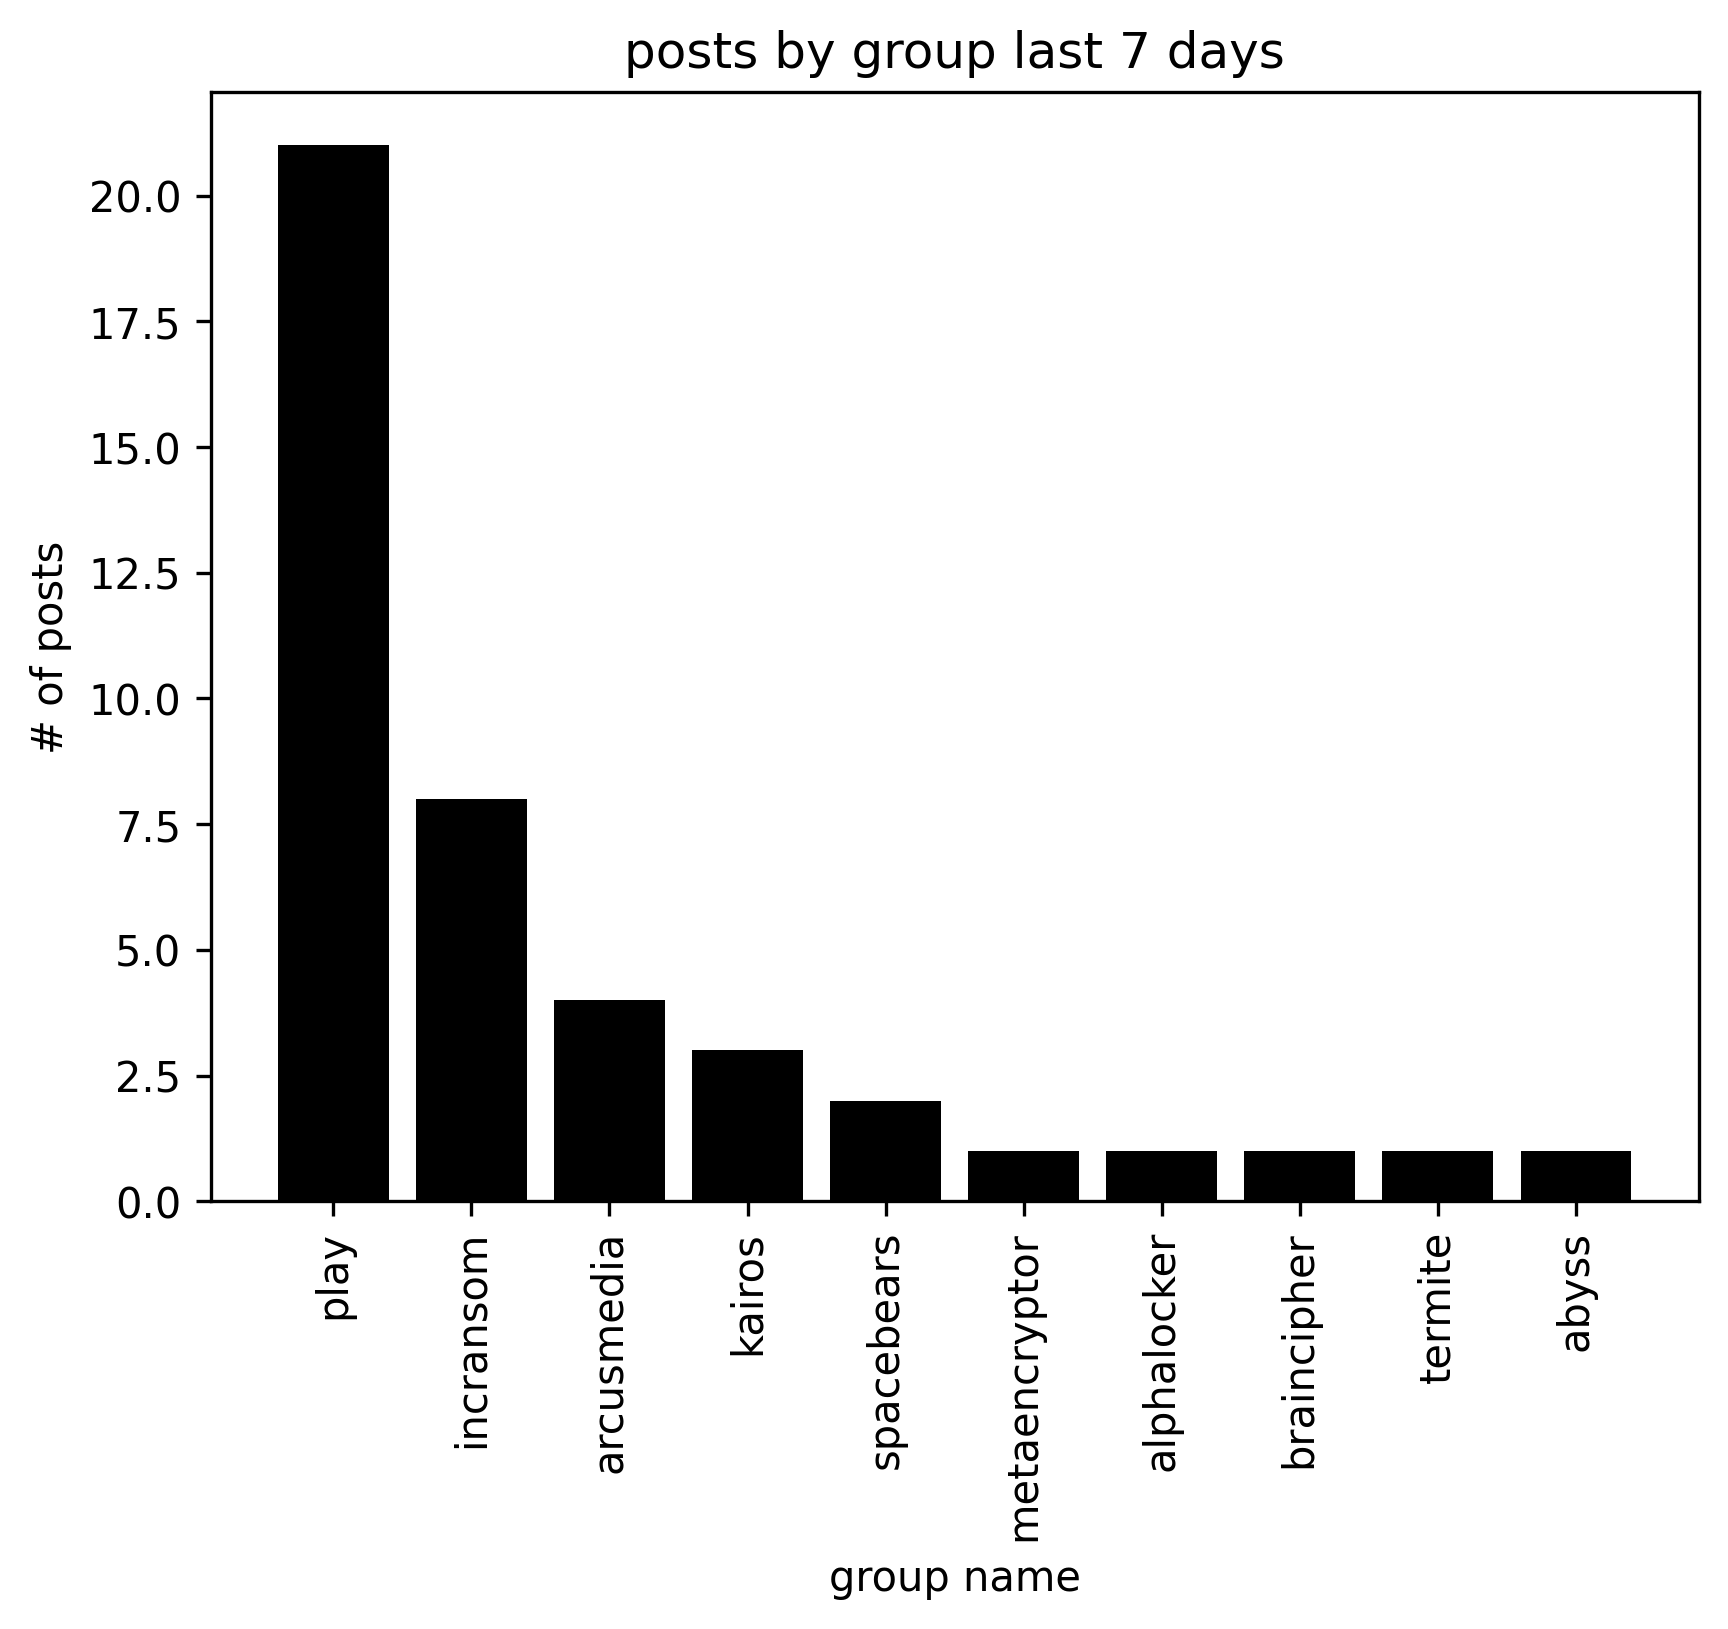 posts by group last 7 days
# of posts
20.0
17.5
15.0
12.5
10.0
7.5
5.0
2.5
0.0
play
incransom
arcusmedia
kairos
spacebears
metaencryptor
alphalocker
braincipher
termite
abyss
group name